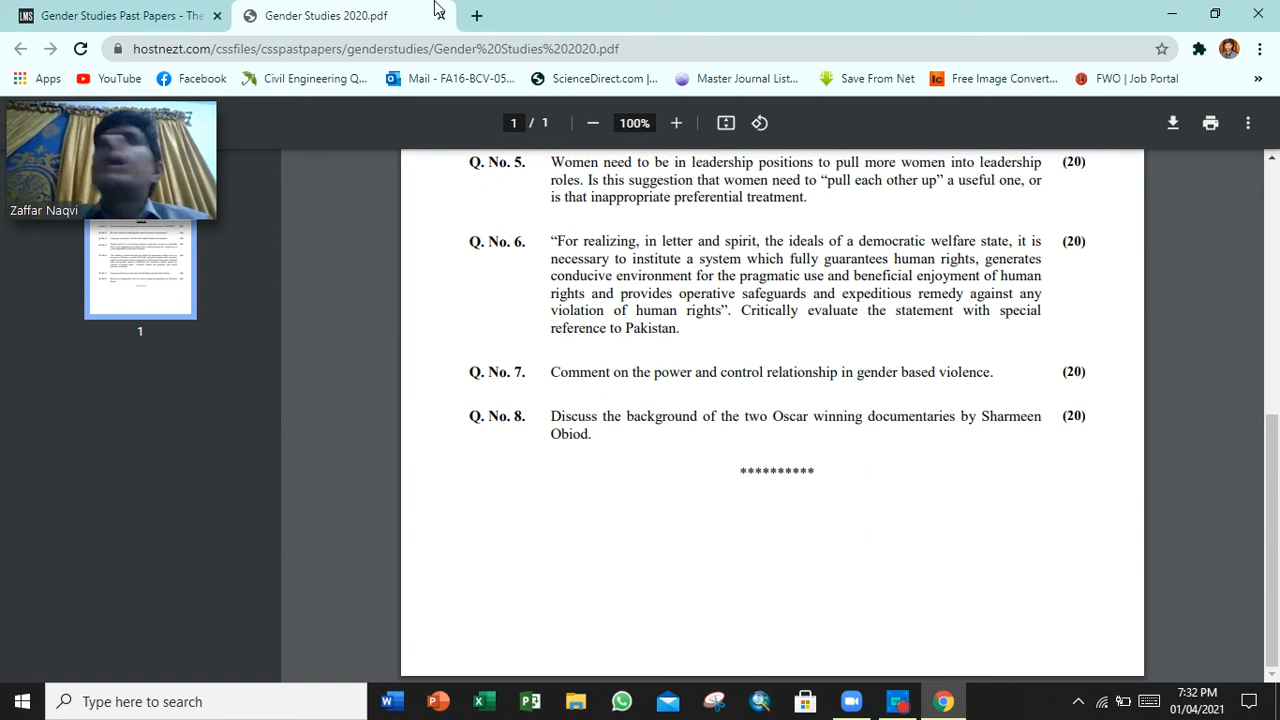 Gender Studies Past Papers - The
Gender Studies 2020.pdf
hostnezt.com/cssfiles/csspastpapers/genderstudies/Gender%20Studies%202020.pdf
Apps YouTube Facebook Civil Engineering Q... Mail - FA16-BCV-05... ScienceDirect.com |... Master Journal List... Save From Net Free Image Convert... FWO | Job Portal »
1 / 1 100%
Zaffar Naqvi
1
Q. No. 5. Women need to be in leadership positions to pull more women into leadership (20)
roles. Is this suggestion that women need to “pull each other up” a useful one, or
is that inappropriate preferential treatment.
Q. No. 6. „For realizing, in letter and spirit, the ideals of a democratic welfare state, it is (20)
necessary to institute a system which fully guarantees human rights, generates
conducive environment for the pragmatic use and beneficial enjoyment of human
rights and provides operative safeguards and expeditious remedy against any
violation of human rights”. Critically evaluate the statement with special
reference to Pakistan.
Q. No. 7. Comment on the power and control relationship in gender based violence. (20)
Q. No. 8. Discuss the background of the two Oscar winning documentaries by Sharmeen (20)
Obiod.
**********
Type here to search
7:32 PM
01/04/2021